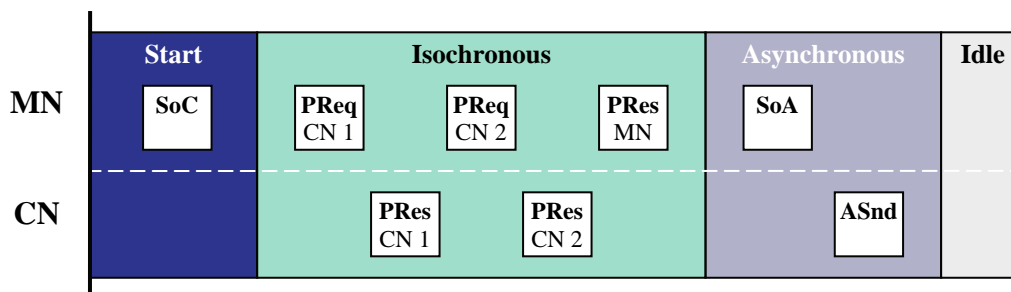 Start Isochronous Asynchronous Idle
MN
SoC
PReq
CN 1
PReq
CN 2
PRes
MN
SoA
CN
PRes
CN 1
PRes
CN 2
ASnd